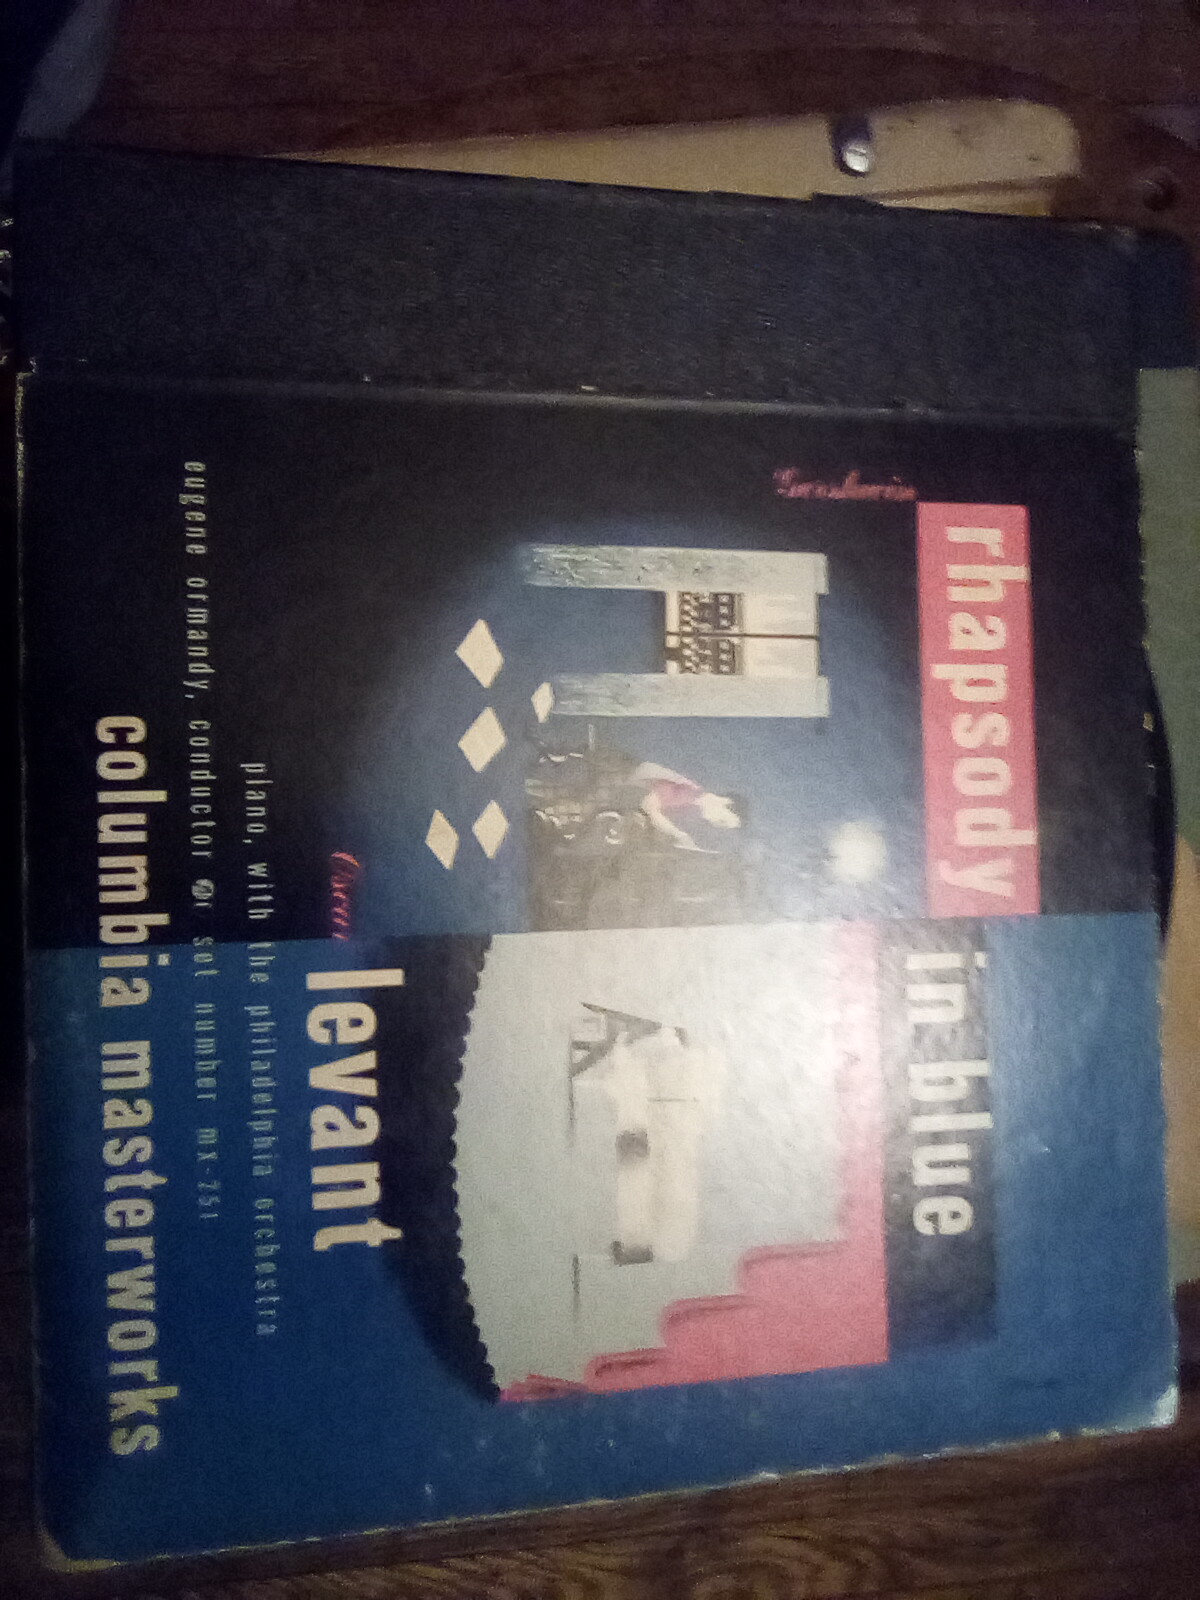 rhapsody
in blue
Gershwin
Oscar levant
piano, with the philadelphia orchestra
eugene ormandy, conductor set number mx-251
columbia masterworks